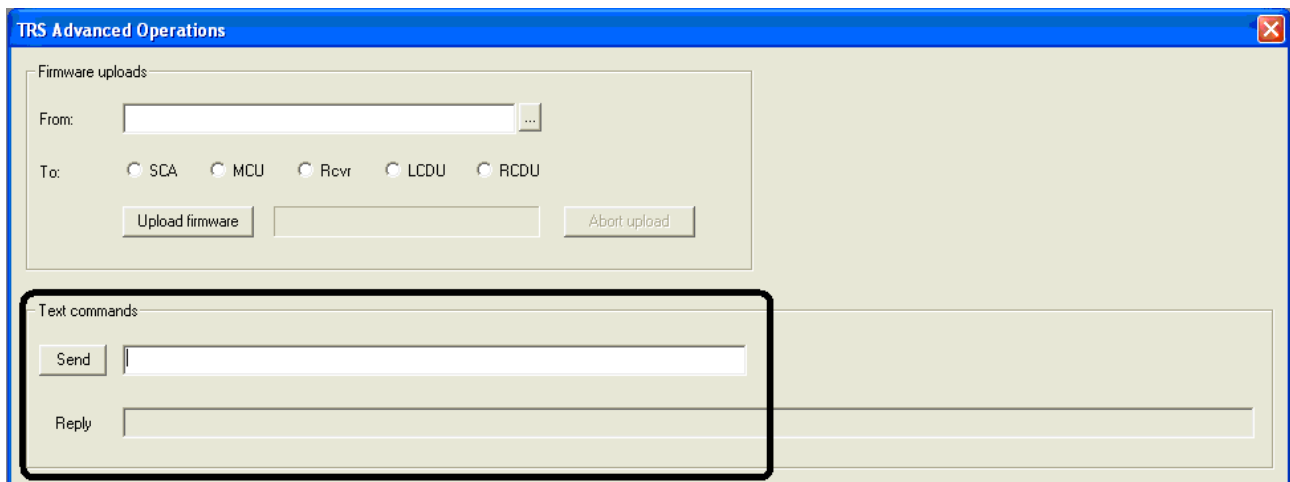 TRS Advanced Operations
Firmware uploads
From:
...
To: SCA MCU Rcvr LCDU RCDU
Upload firmware Abort upload
Text commands
Send
Reply